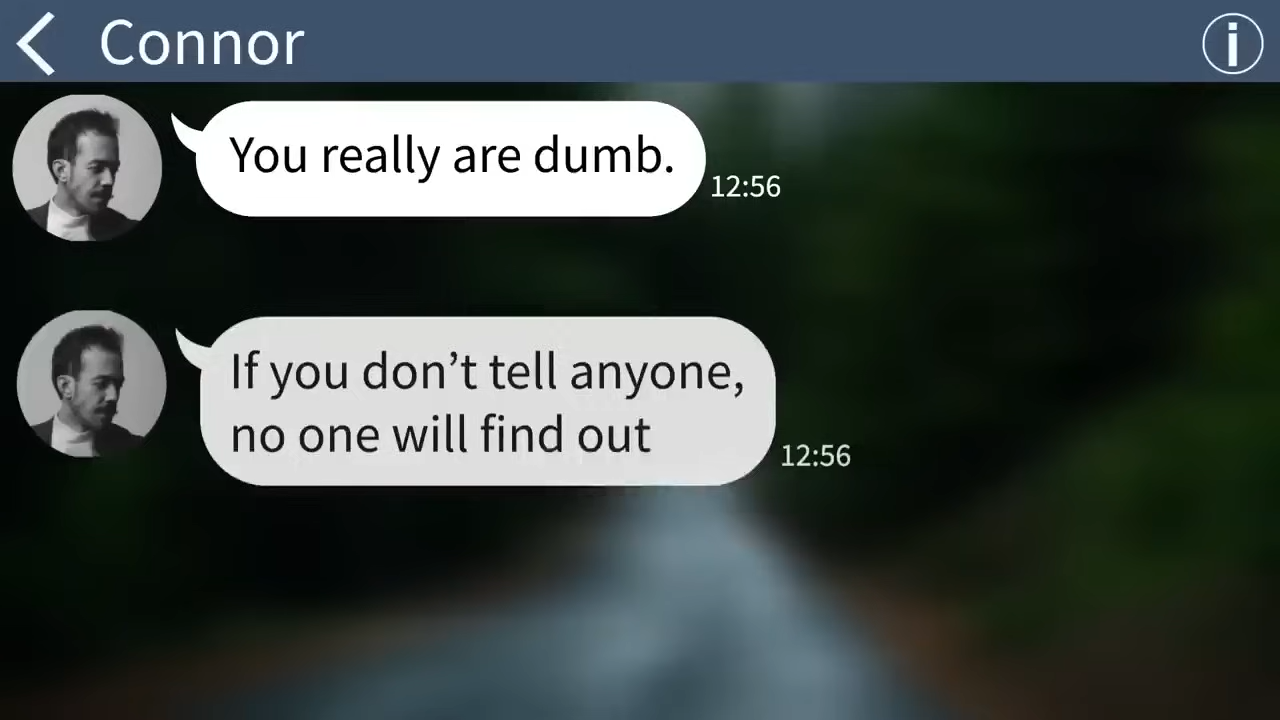 Connor
You really are dumb.
12:56
If you don’t tell anyone,
no one will find out
12:56